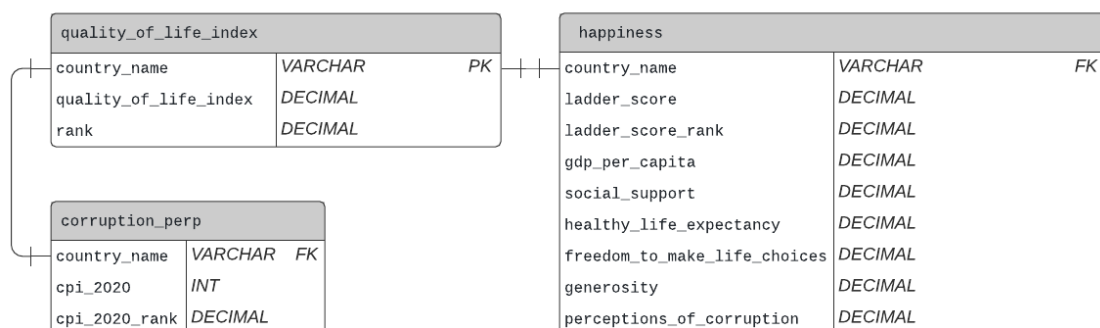 quality_of_life_index
country_name VARCHAR PK
quality_of_life_index DECIMAL
rank DECIMAL
corruption_perp
country_name VARCHAR FK
cpi_2020 INT
cpi_2020_rank DECIMAL
happiness
country_name VARCHAR FK
ladder_score DECIMAL
ladder_score_rank DECIMAL
gdp_per_capita DECIMAL
social_support DECIMAL
healthy_life_expectancy DECIMAL
freedom_to_make_life_choices DECIMAL
generosity DECIMAL
perceptions_of_corruption DECIMAL